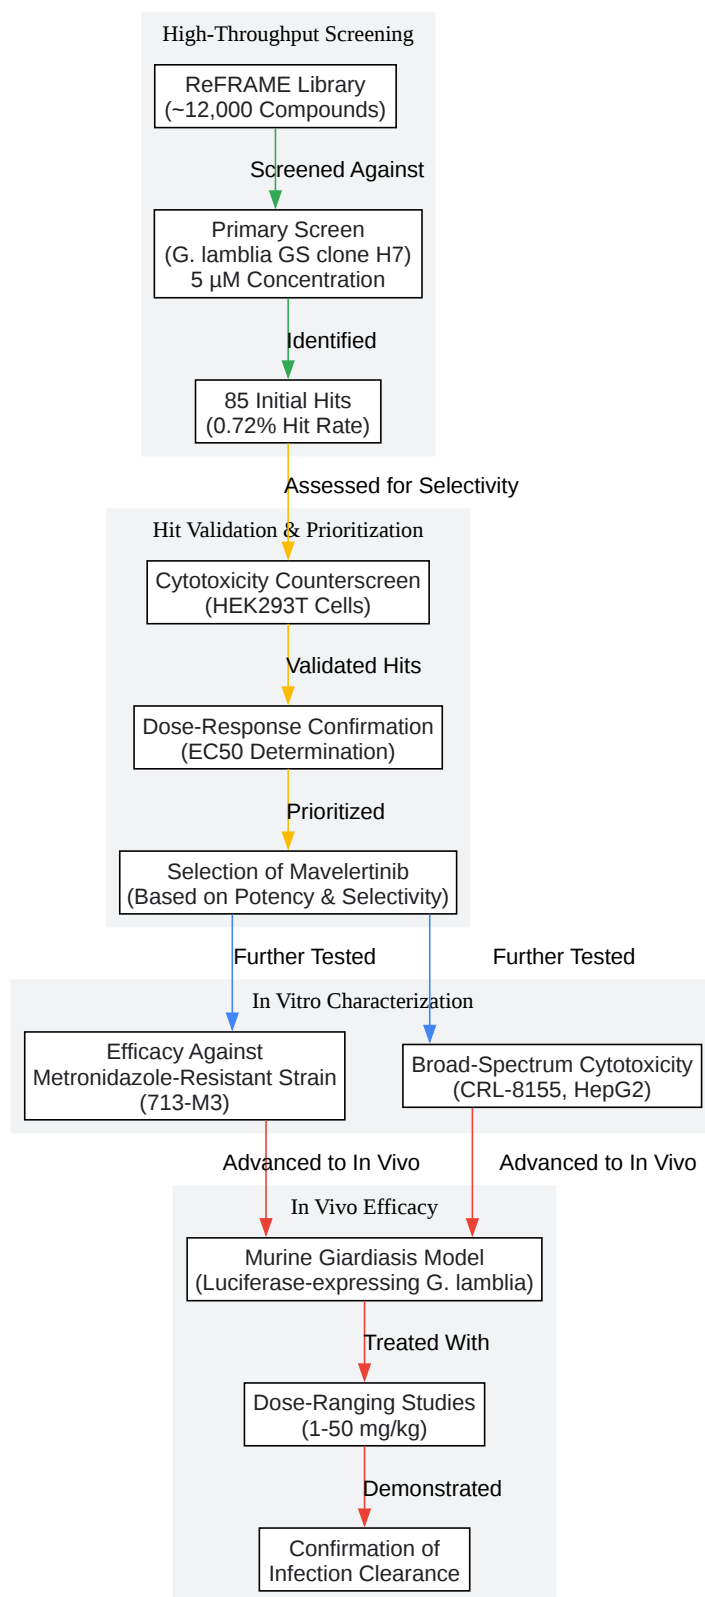 High-Throughput Screening
ReFRAME Library
(~12,000 Compounds)
Screened Against
Primary Screen
(G. lamblia GS clone H7)
5 µM Concentration
Identified
85 Initial Hits
(0.72% Hit Rate)
Assessed for Selectivity
Hit Validation & Prioritization
Cytotoxicity Counterscreen
(HEK293T Cells)
Validated Hits
Dose-Response Confirmation
(EC50 Determination)
Prioritized
Selection of Mavelertinib
(Based on Potency & Selectivity)
Further Tested
Further Tested
In Vitro Characterization
Efficacy Against
Metronidazole-Resistant Strain
(713-M3)
Broad-Spectrum Cytotoxicity
(CRL-8155, HepG2)
Advanced to In Vivo
Advanced to In Vivo
In Vivo Efficacy
Murine Giardiasis Model
(Luciferase-expressing G. lamblia)
Treated With
Dose-Ranging Studies
(1-50 mg/kg)
Demonstrated
Confirmation of
Infection Clearance